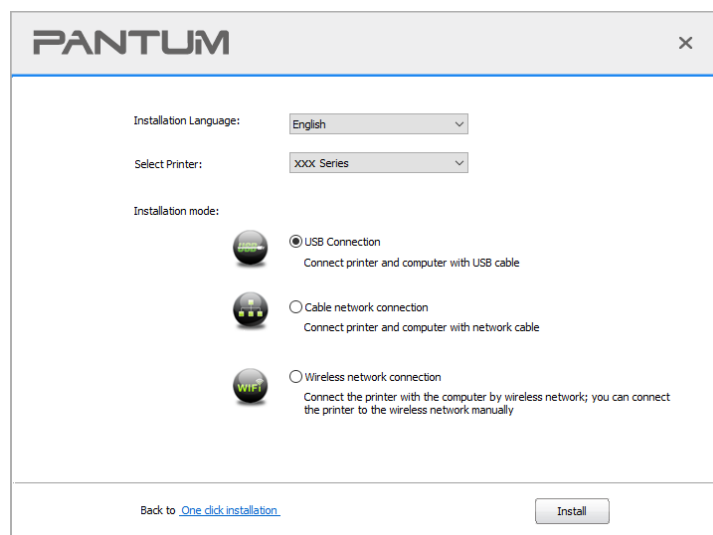 PANTUM
Installation Language:
English
Select Printer:
XXX Series
Installation mode:
USB
USB Connection
Connect printer and computer with USB cable
Cable network connection
Connect printer and computer with network cable
WiFi
Wireless network connection
Connect the printer with the computer by wireless network; you can connect
the printer to the wireless network manually
Back to One click installation
Install